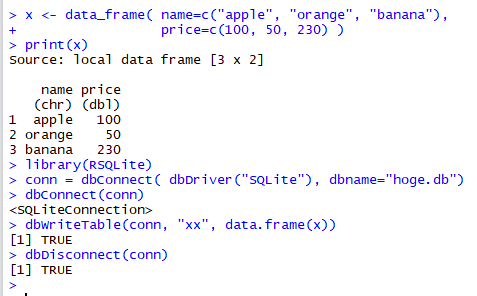 > x <- data_frame( name=c("apple", "orange", "banana"),
+                  price=c(100, 50, 230) )
> print(x)
Source: local data frame [3 x 2]

    name price
   (chr) (dbl)
1  apple   100
2 orange    50
3 banana   230
> library(RSQLite)
> conn = dbConnect( dbDriver("SQLite"), dbname="hoge.db")
> dbConnect(conn)
<SQLiteConnection>
> dbWriteTable(conn, "xx", data.frame(x))
[1] TRUE
> dbDisconnect(conn)
[1] TRUE
>